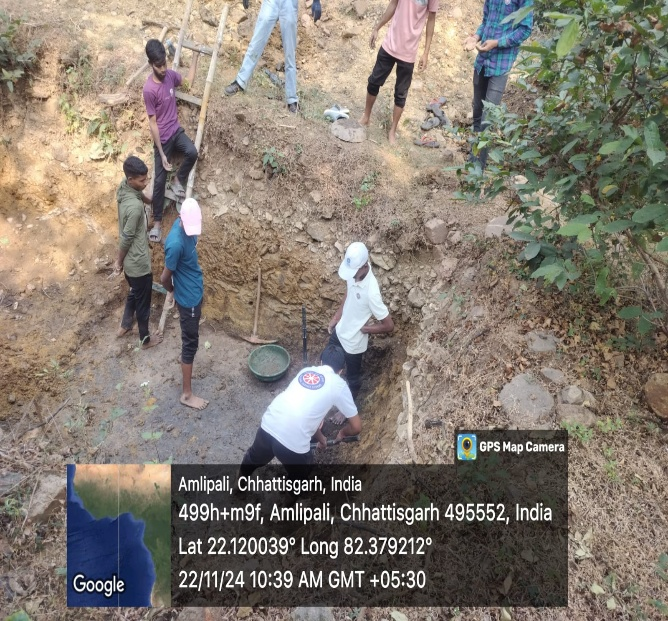 GPS Map Camera
Amlipali, Chhattisgarh, India
499h+m9f, Amlipali, Chhattisgarh 495552, India
Lat 22.120039° Long 82.379212°
22/11/24 10:39 AM GMT +05:30
Google